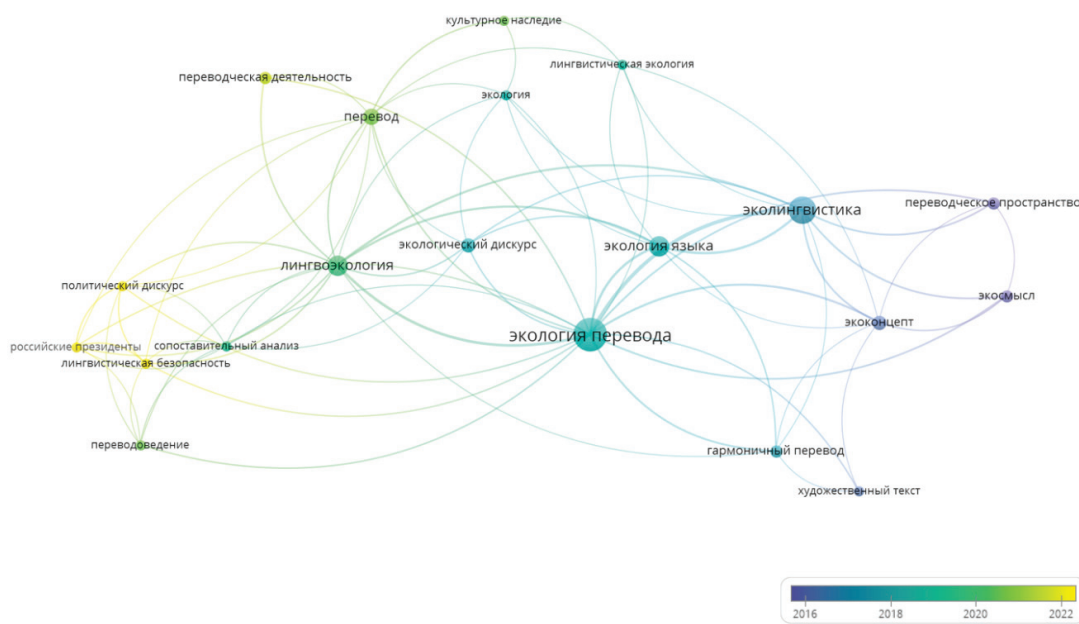 культурное наследие
лингвистическая экология
переводческая деятельность
экология
перевод
переводческое пространство
эколингвистика
экологический дискурс
экология языка
лингвоэкология
политический дискурс
экосмысл
экоконцепт
экология перевода
российские президенты
сопоставительный анализ
лингвистическая безопасность
переводоведение
гармоничный перевод
художественный текст
2016 2018 2020 2022